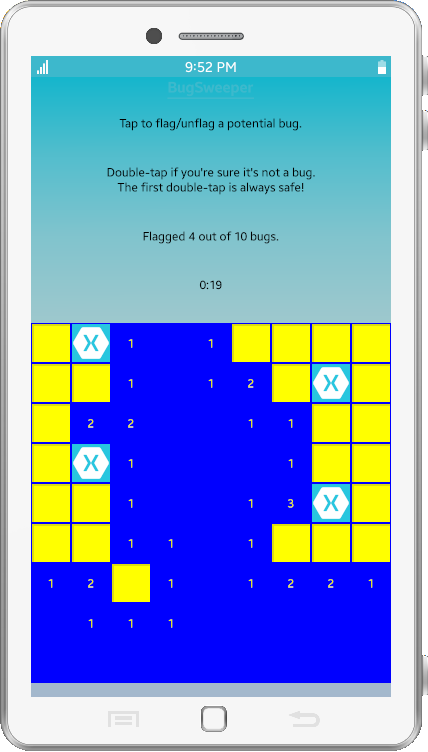 9:52 PM
BugSweeper
Tap to flag/unflag a potential bug.
Double-tap if you're sure it's not a bug.
The first double-tap is always safe!
Flagged 4 out of 10 bugs.
0:19
1 1
1 1 2
2 2 1 1
1 1
1 1 3
1 1 1
1 2 1 1 2 2 1
1 1 1